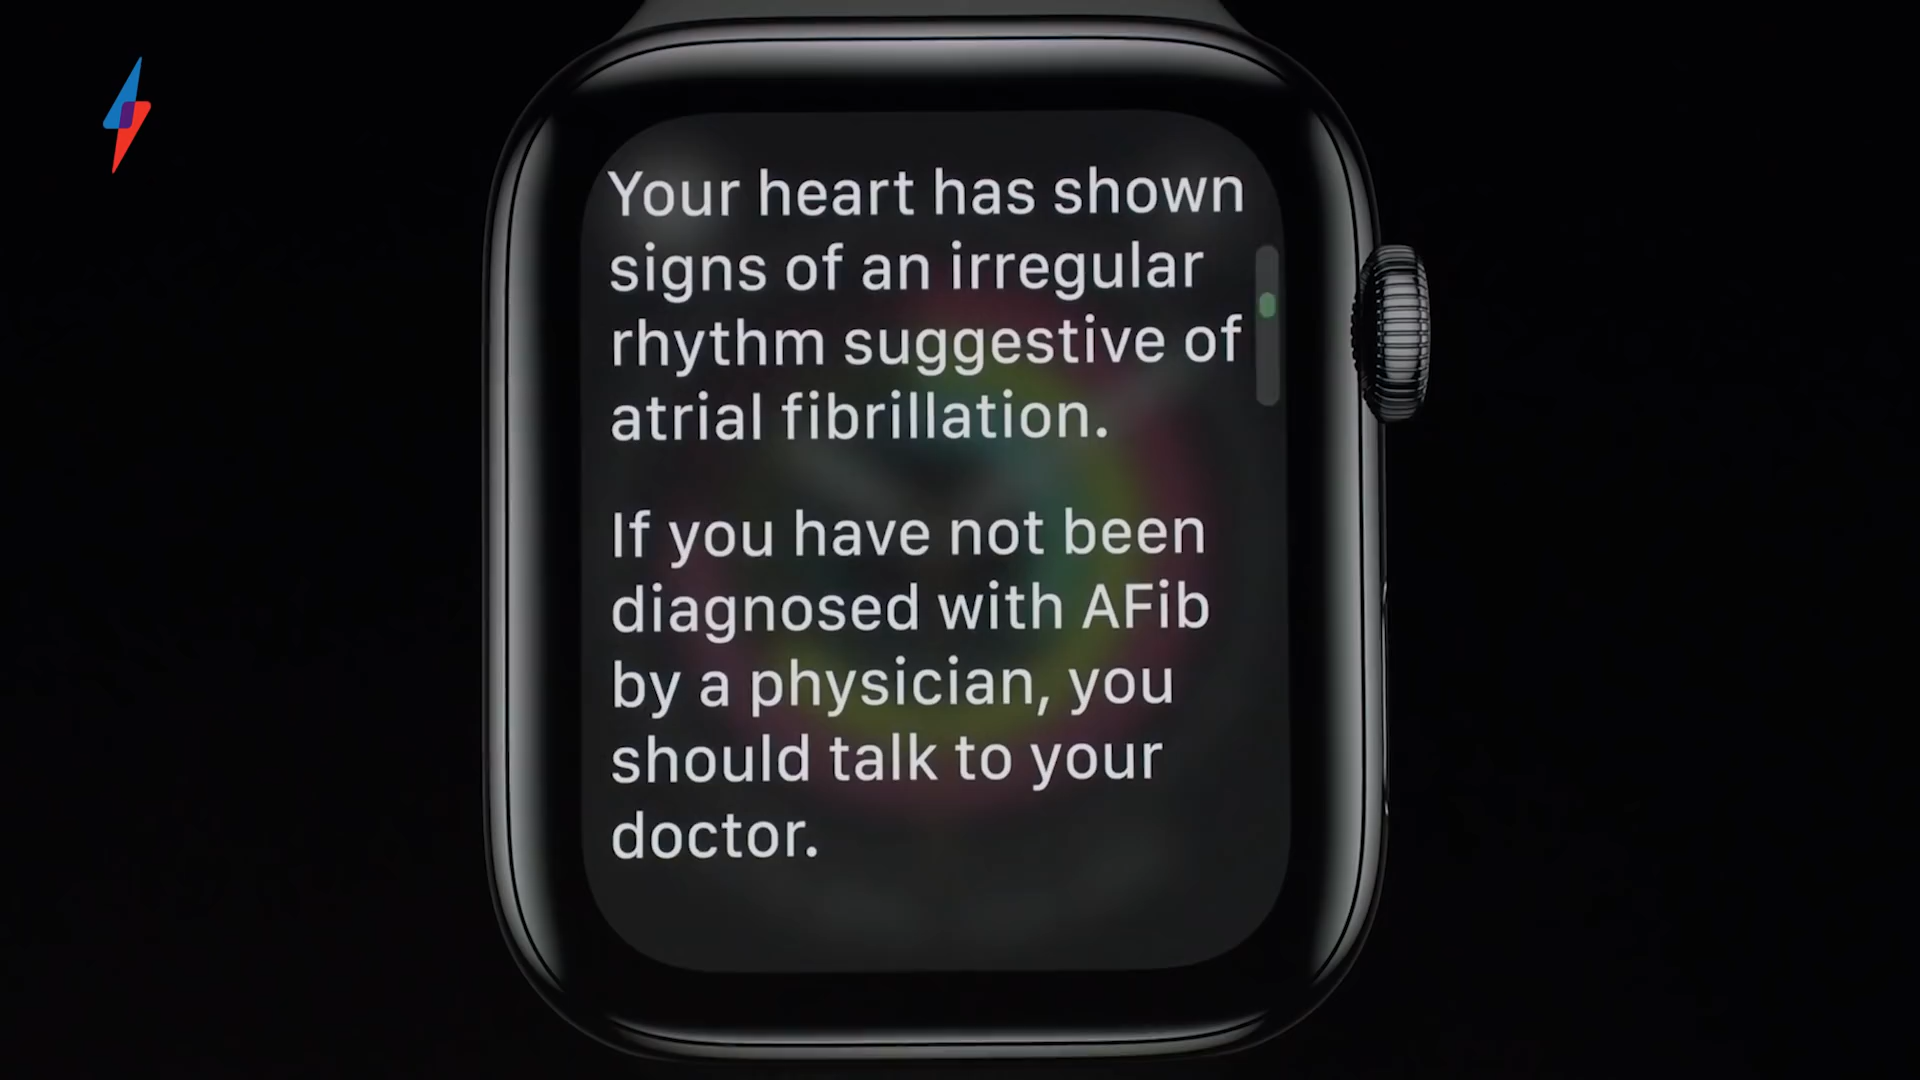 Your heart has shown
signs of an irregular
rhythm suggestive of
atrial fibrillation.
If you have not been
diagnosed with AFib
by a physician, you
should talk to your
doctor.